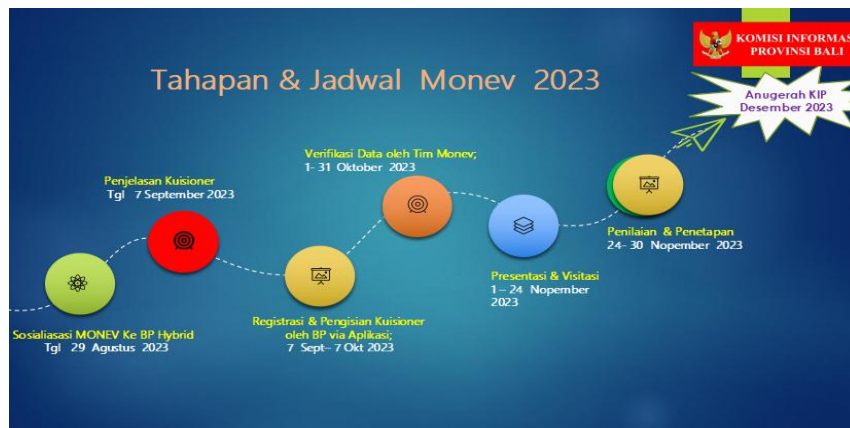 KOMISI INFORMAS
PROVINSI BALI
Tahapan & Jadwal Monev 2023
Anugerah KIP
Desember 2023
Sosialiasasi MONEV Ke BP Hybrid
Tgl 29 Agustus 2023
Penjelasan Kuisioner
Tgl 7 September 2023
Registrasi & Pengisian Kuisioner
oleh BP via Aplikasi;
7 Sept– 7 Okt 2023
Verifikasi Data oleh Tim Monev;
1- 31 Oktober 2023
Presentasi & Visitasi
1 – 24 Nopember
2023
Penilaian & Penetapan
24- 30 Nopember 2023